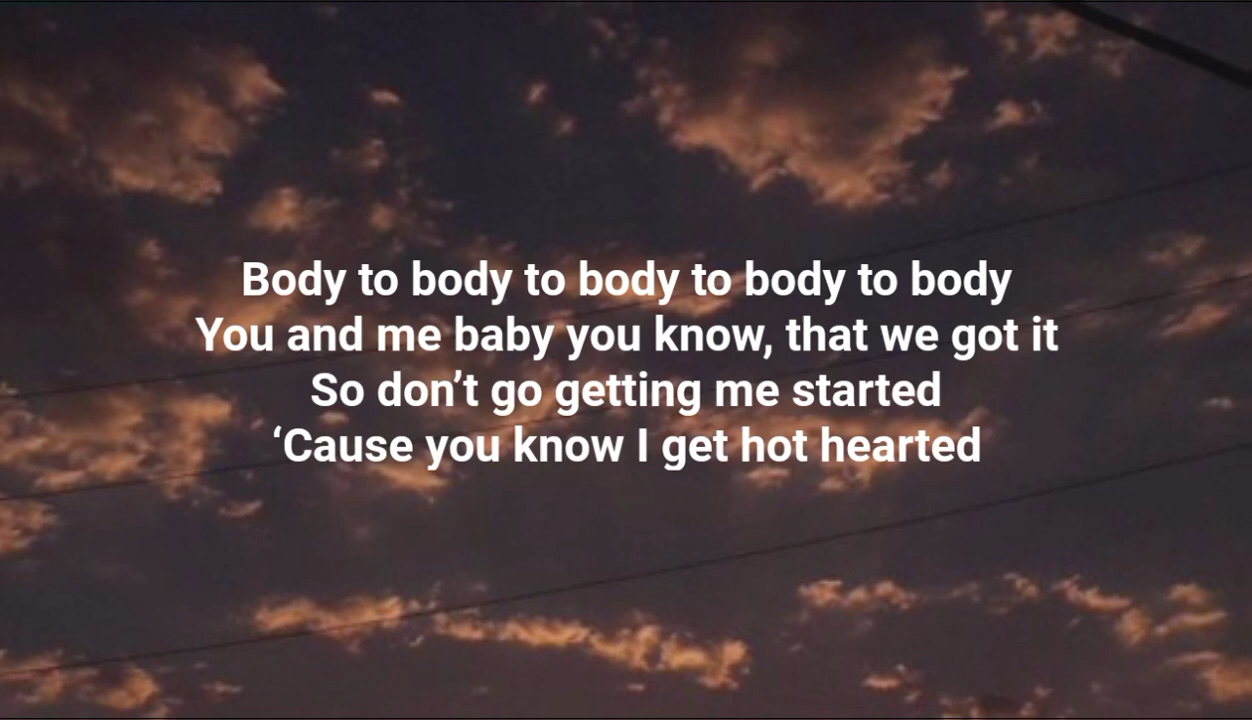 Body to body to body to body to body
You and me baby you know, that we got it
So don’t go getting me started
‘Cause you know I get hot hearted